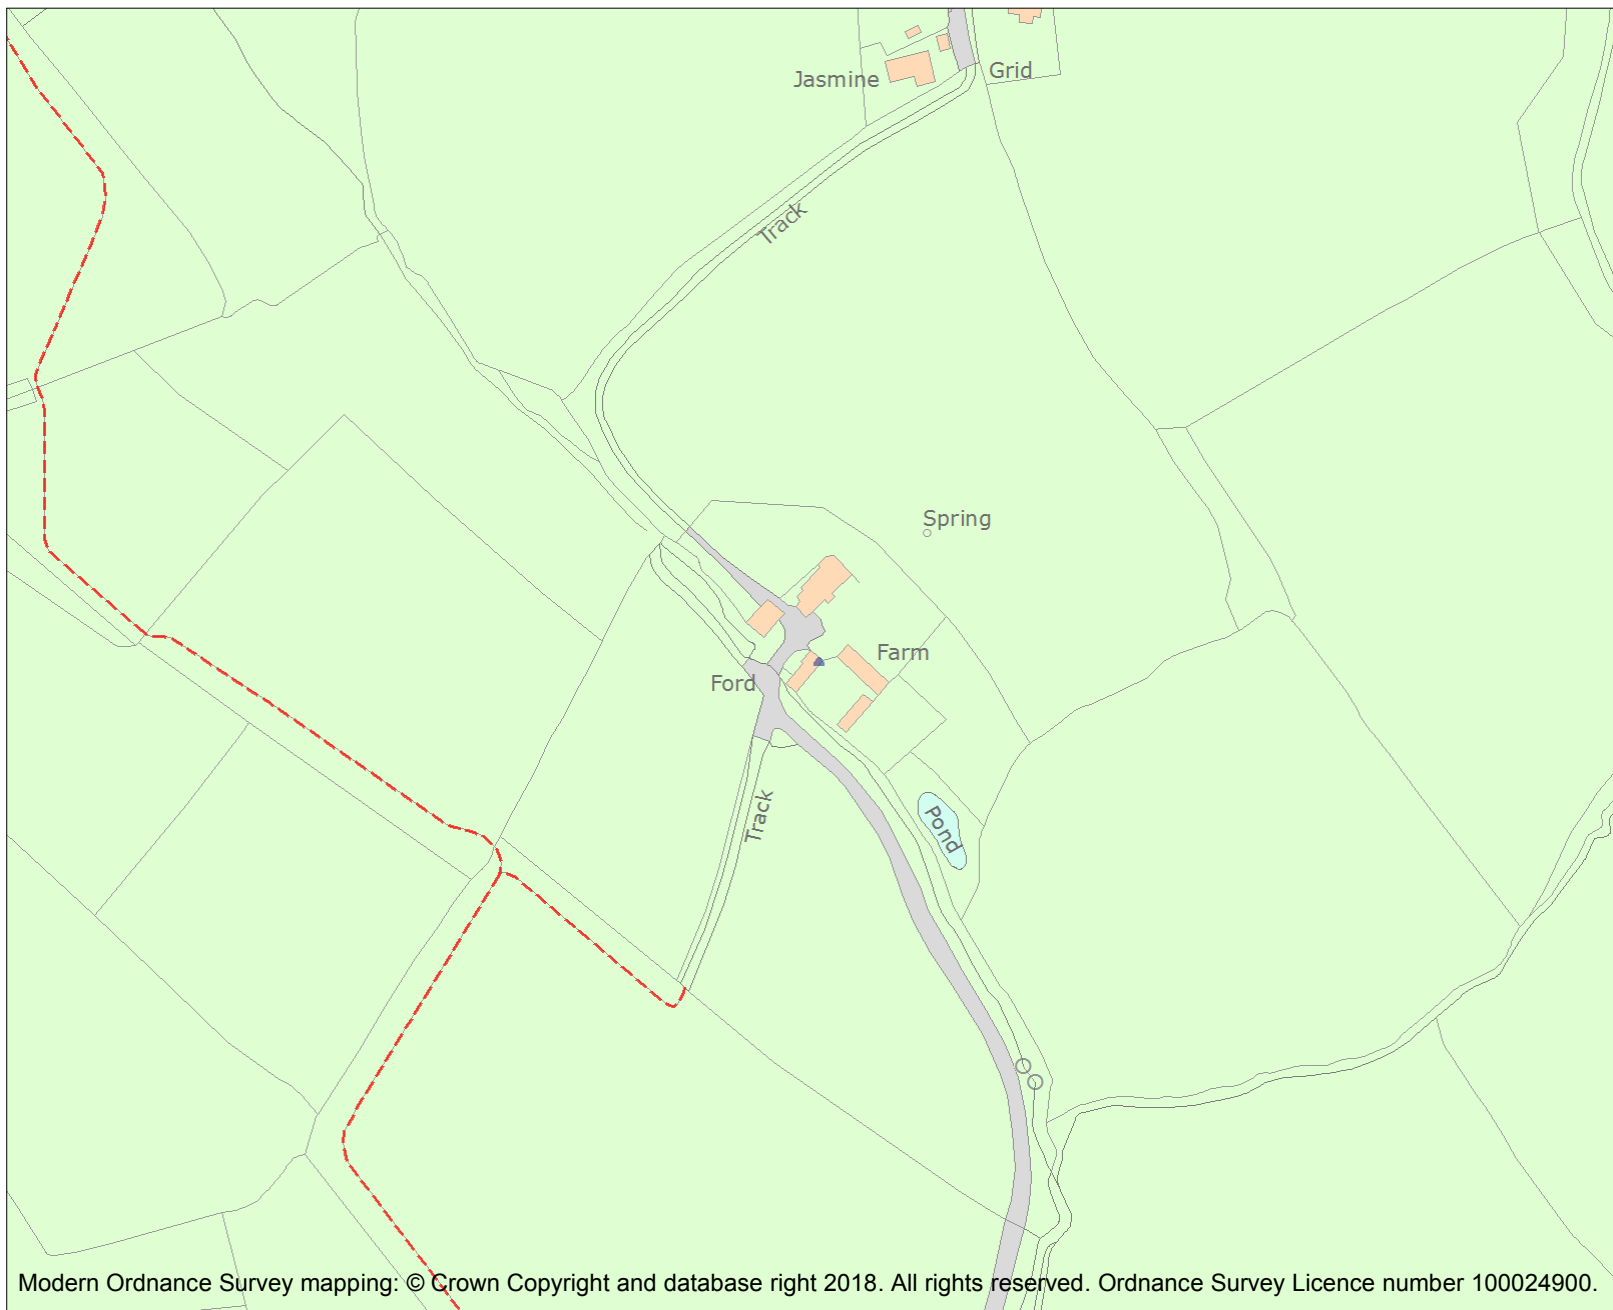 Jasmine
Grid
Track
Spring
Farm
Ford
Track
Pond
Modern Ordnance Survey mapping: © Crown Copyright and database right 2018. All rights reserved. Ordnance Survey Licence number 100024900.